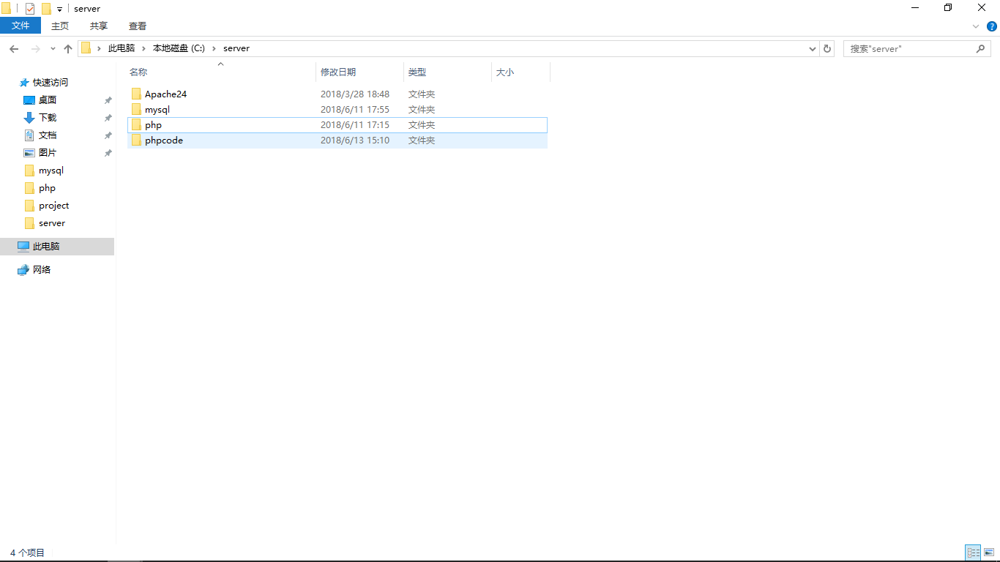 server
文件 主页 共享 查看
此电脑 本地磁盘 (C:) server 搜索"server"
名称 修改日期 类型 大小
快速访问
桌面
下载
文档
图片
mysql
php
project
server
此电脑
网络
Apache24 2018/3/28 18:48 文件夹
mysql 2018/6/11 17:55 文件夹
php 2018/6/11 17:15 文件夹
phpcode 2018/6/13 15:10 文件夹
4 个项目